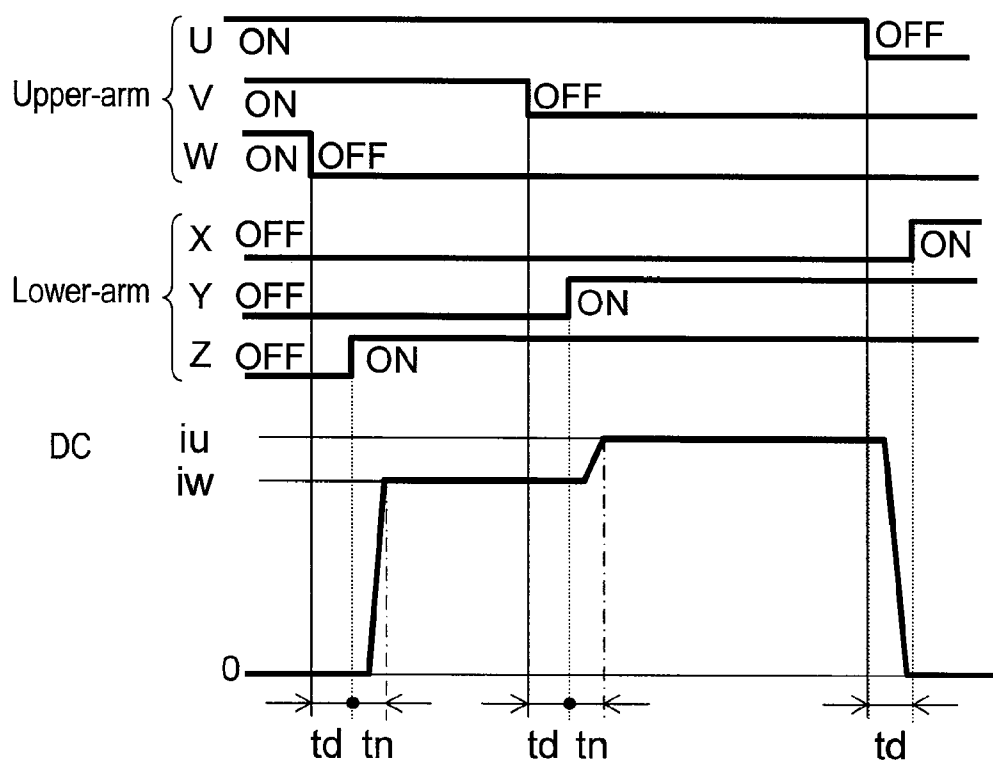 U ON OFF
Upper-arm V ON OFF
W ON OFF
X OFF ON
Lower-arm Y OFF ON
Z OFF ON
DC iu
iw
0
td tn td tn td